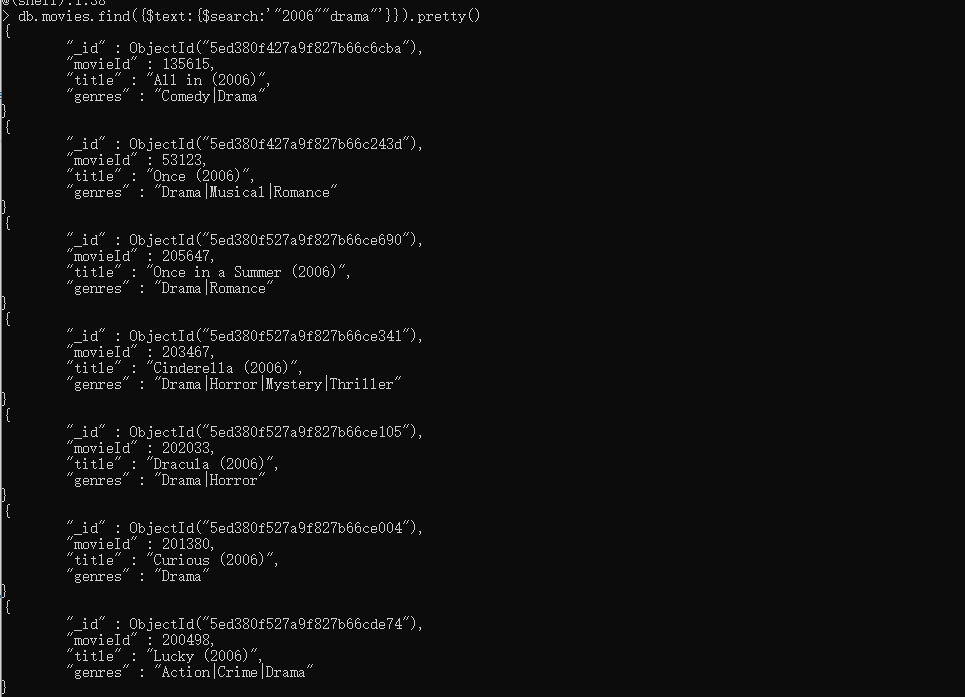 @(shell):1:38
> db.movies.find({$text:{$search:'"2006""drama"'}}).pretty()
{
"_id" : ObjectId("5ed380f427a9f827b66c6cba"),
"movieId" : 135615,
"title" : "All in (2006)",
"genres" : "Comedy|Drama"
}
{
"_id" : ObjectId("5ed380f427a9f827b66c243d"),
"movieId" : 53123,
"title" : "Once (2006)",
"genres" : "Drama|Musical|Romance"
}
{
"_id" : ObjectId("5ed380f527a9f827b66ce690"),
"movieId" : 205647,
"title" : "Once in a Summer (2006)",
"genres" : "Drama|Romance"
}
{
"_id" : ObjectId("5ed380f527a9f827b66ce341"),
"movieId" : 203467,
"title" : "Cinderella (2006)",
"genres" : "Drama|Horror|Mystery|Thriller"
}
{
"_id" : ObjectId("5ed380f527a9f827b66ce105"),
"movieId" : 202033,
"title" : "Dracula (2006)",
"genres" : "Drama|Horror"
}
{
"_id" : ObjectId("5ed380f527a9f827b66ce004"),
"movieId" : 201380,
"title" : "Curious (2006)",
"genres" : "Drama"
}
{
"_id" : ObjectId("5ed380f527a9f827b66cde74"),
"movieId" : 200498,
"title" : "Lucky (2006)",
"genres" : "Action|Crime|Drama"
}